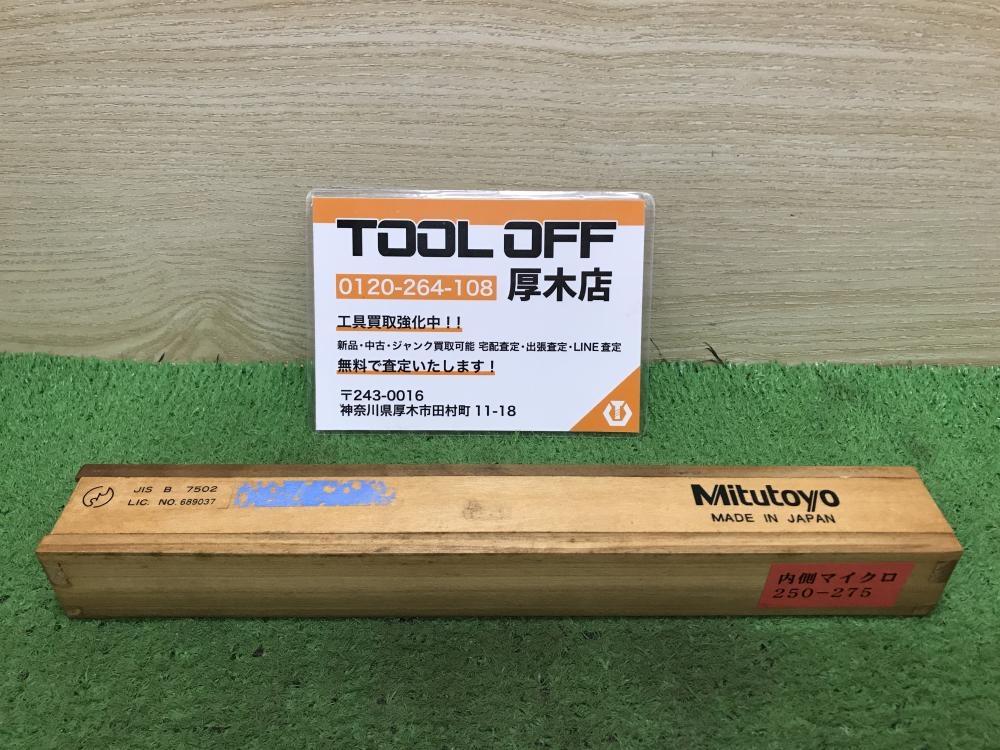 TOOL OFF
0120-264-108 厚木店
工具買取強化中!!
新品・中古・ジャンク買取可能 宅配査定・出張査定・LINE査定
無料で査定いたします!
〒243-0016
神奈川県厚木市田村町 11-18
JIS B 7502
LIC. NO. 689037
Mitutoyo
MADE IN JAPAN
内側マイクロ
250-275